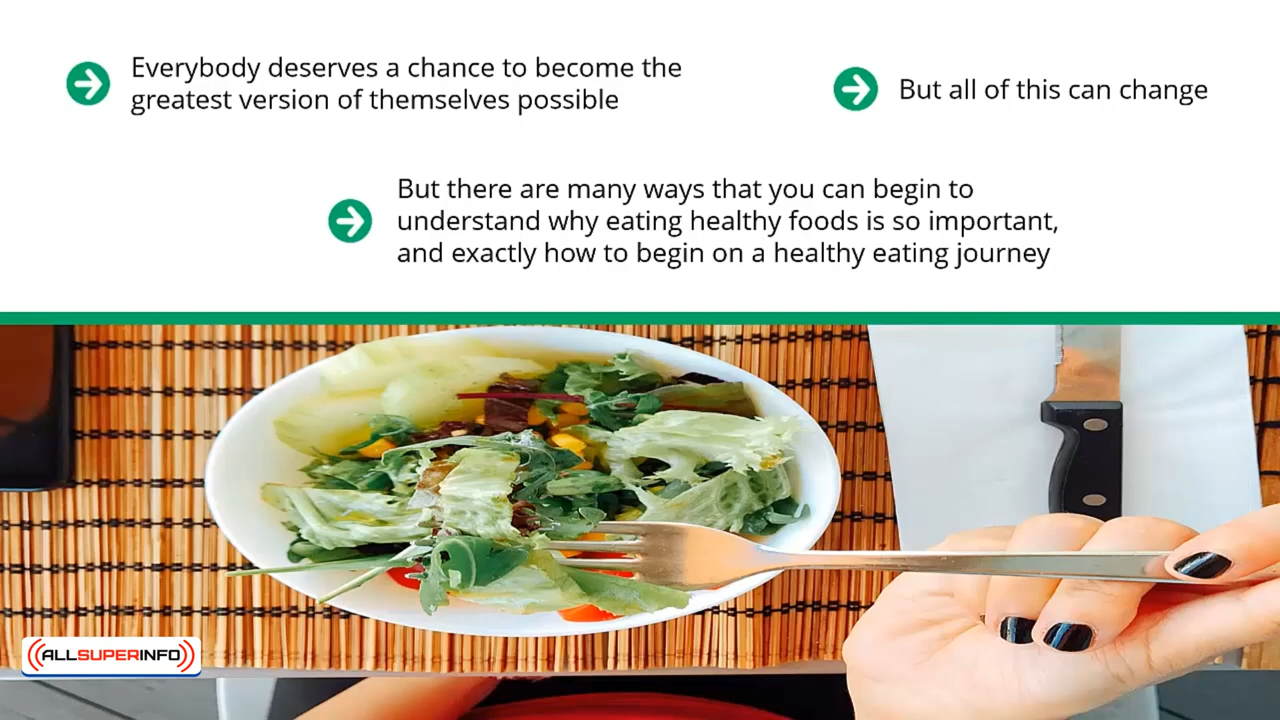 Everybody deserves a chance to become the
greatest version of themselves possible
But all of this can change
But there are many ways that you can begin to
understand why eating healthy foods is so important,
and exactly how to begin on a healthy eating journey
ALLSUPERINFO